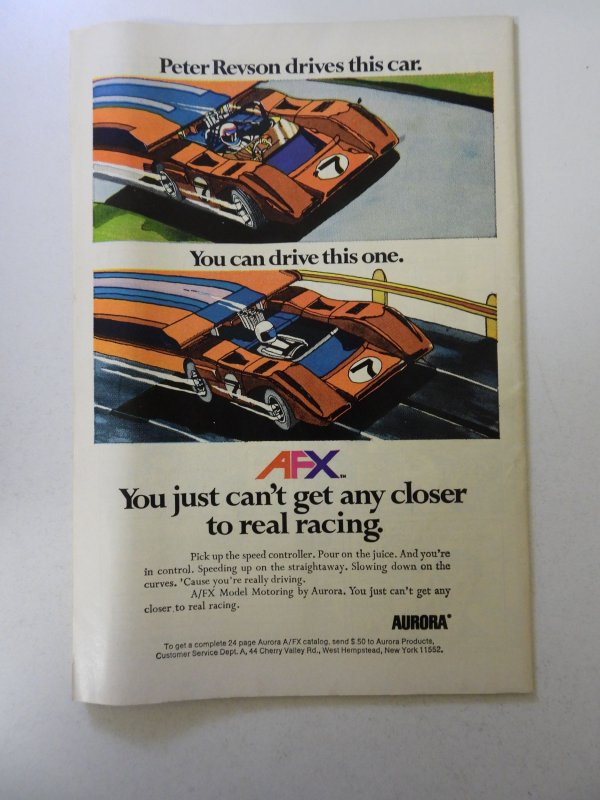 Peter Revson drives this car.
7
7
You can drive this one.
7
7
AFX™
You just can't get any closer
to real racing.
Pick up the speed controller. Pour on the juice. And you're
in control. Speeding up on the straightaway. Slowing down on the
curves. 'Cause you're really driving.
A/FX Model Motoring by Aurora. You just can't get any
closer to real racing.
AURORA®
To get a complete 24 page Aurora A/FX catalog, send $.50 to Aurora Products,
Customer Service Dept. A, 44 Cherry Valley Rd., West Hempstead, New York 11552.